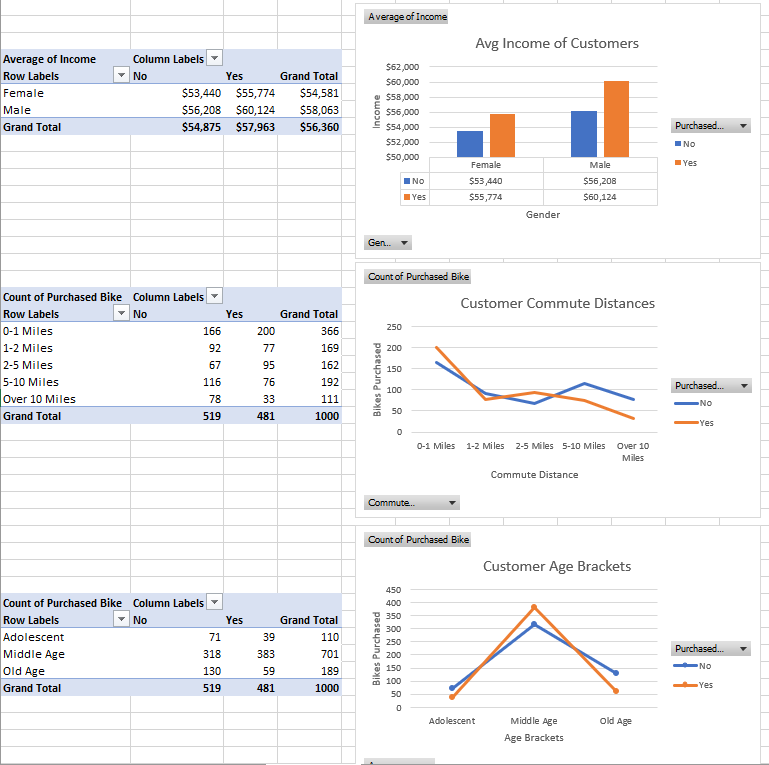 Average of Income
Avg Income of Customers
Average of Income Column Labels
Row Labels No Yes Grand Total
Female $53,440 $55,774 $54,581
Male $56,208 $60,124 $58,063
Grand Total $54,875 $57,963 $56,360
$62,000
$60,000
$58,000
$56,000
$54,000
$52,000
$50,000
Income
Female Male
No $53,440 $56,208
Yes $55,774 $60,124
Gender
Purchased...
No
Yes
Gen...
Count of Purchased Bike
Customer Commute Distances
Count of Purchased Bike Column Labels
Row Labels No Yes Grand Total
0-1 Miles 166 200 366
1-2 Miles 92 77 169
2-5 Miles 67 95 162
5-10 Miles 116 76 192
Over 10 Miles 78 33 111
Grand Total 519 481 1000
250
200
150
100
50
0
Bikes Purchased
0-1 Miles 1-2 Miles 2-5 Miles 5-10 Miles Over 10
Miles
Commute Distance
Purchased...
No
Yes
Commute...
Count of Purchased Bike
Customer Age Brackets
Count of Purchased Bike Column Labels
Row Labels No Yes Grand Total
Adolescent 71 39 110
Middle Age 318 383 701
Old Age 130 59 189
Grand Total 519 481 1000
450
400
350
300
250
200
150
100
50
0
Bikes Purchased
Adolescent Middle Age Old Age
Age Brackets
Purchased...
No
Yes